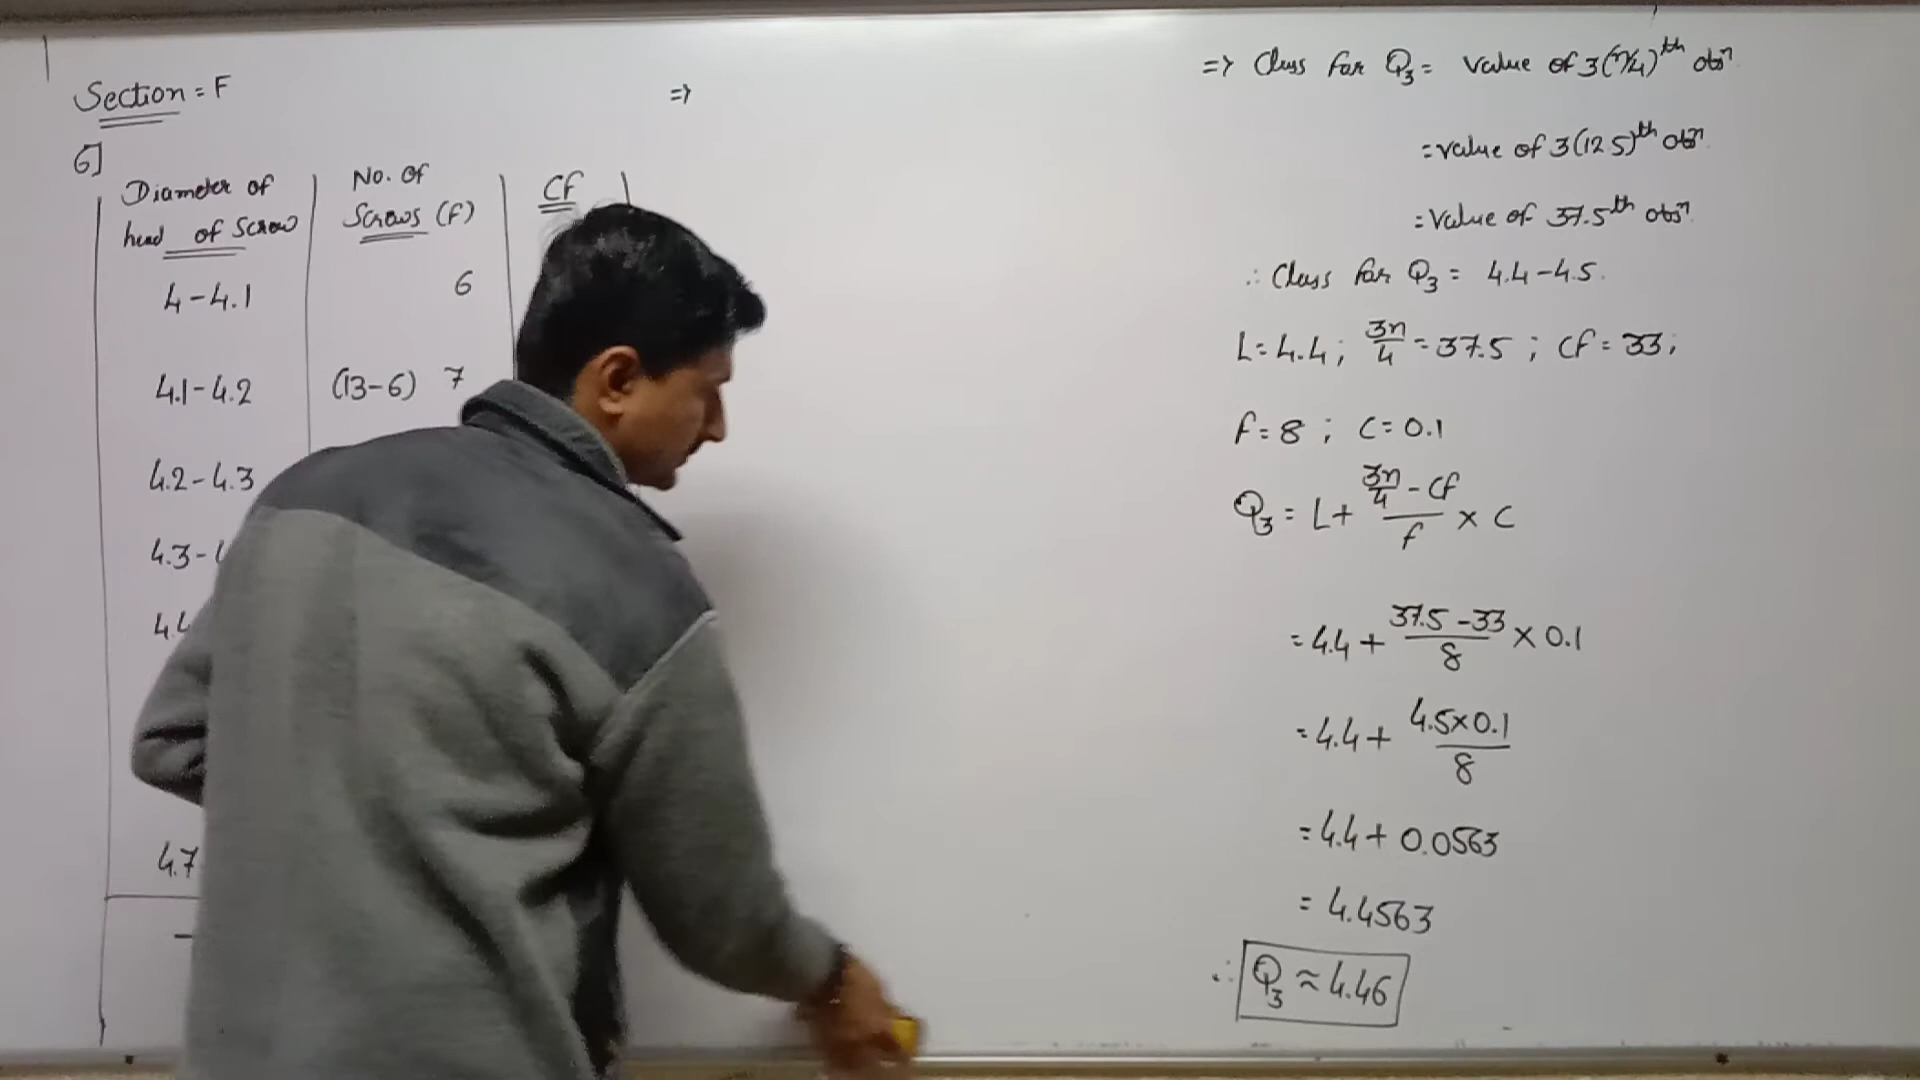 Section = F
6]
Diameter of head of Screw
No. of Screws (F)
CF
4-4.1
6
4.1-4.2
(13-6) 7
4.2-4.3
4.3-4
4.4
4.7
-
=>
=> Class for Q3 = Value of 3(n/4)th obsn
= Value of 3(12.5)th obsn
= Value of 37.5th obsn.
∴ Class for Q3 = 4.4-4.5.
L=4.4; 3n/4 = 37.5; CF = 33;
F=8; C=0.1
Q3 = L + (3n/4 - CF)/f × C
= 4.4 + (37.5-33)/8 × 0.1
= 4.4 + (4.5×0.1)/8
= 4.4 + 0.0563
= 4.4563
∴ Q3 ≈ 4.46